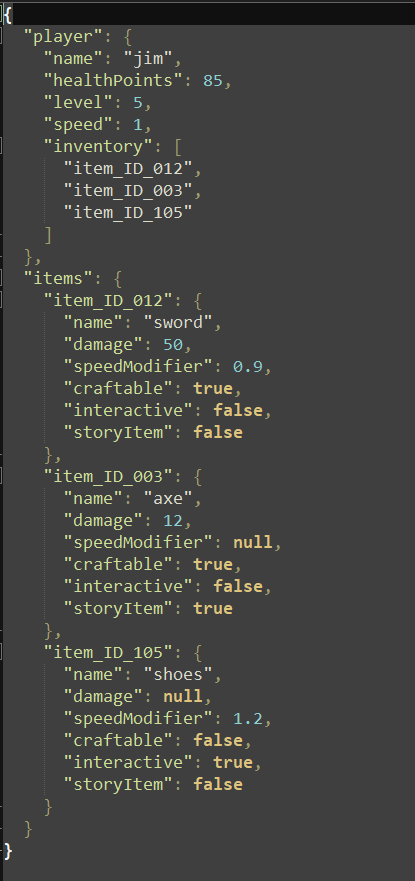 {
  "player": {
    "name": "jim",
    "healthPoints": 85,
    "level": 5,
    "speed": 1,
    "inventory": [
      "item_ID_012",
      "item_ID_003",
      "item_ID_105"
    ]
  },
  "items": {
    "item_ID_012": {
      "name": "sword",
      "damage": 50,
      "speedModifier": 0.9,
      "craftable": true,
      "interactive": false,
      "storyItem": false
    },
    "item_ID_003": {
      "name": "axe",
      "damage": 12,
      "speedModifier": null,
      "craftable": true,
      "interactive": false,
      "storyItem": true
    },
    "item_ID_105": {
      "name": "shoes",
      "damage": null,
      "speedModifier": 1.2,
      "craftable": false,
      "interactive": true,
      "storyItem": false
    }
  }
}